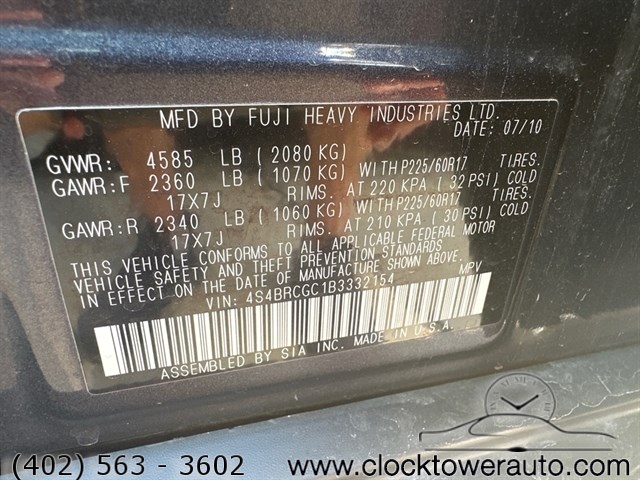 MFD BY FUJI HEAVY INDUSTRIES LTD.
DATE: 07/10
GVWR: 4585 LB ( 2080 KG)
GAWR:F 2360 LB ( 1070 KG) WITH P225/60R17 TIRES.
17X7J RIMS. AT 220 KPA ( 32 PSI) COLD
GAWR:R 2340 LB ( 1060 KG) WITH P225/60R17 TIRES.
17X7J RIMS. AT 210 KPA ( 30 PSI) COLD
THIS VEHICLE CONFORMS TO ALL APPLICABLE FEDERAL MOTOR
VEHICLE SAFETY AND THEFT PREVENTION STANDARDS
IN EFFECT ON THE DATE OF MANUFACTURE SHOWN ABOVE.
VIN: 4S4BRCGC1B3332154 MPV
ASSEMBLED BY SIA INC. MADE IN U.S.A.
(402) 563 - 3602 www.clocktowerauto.com